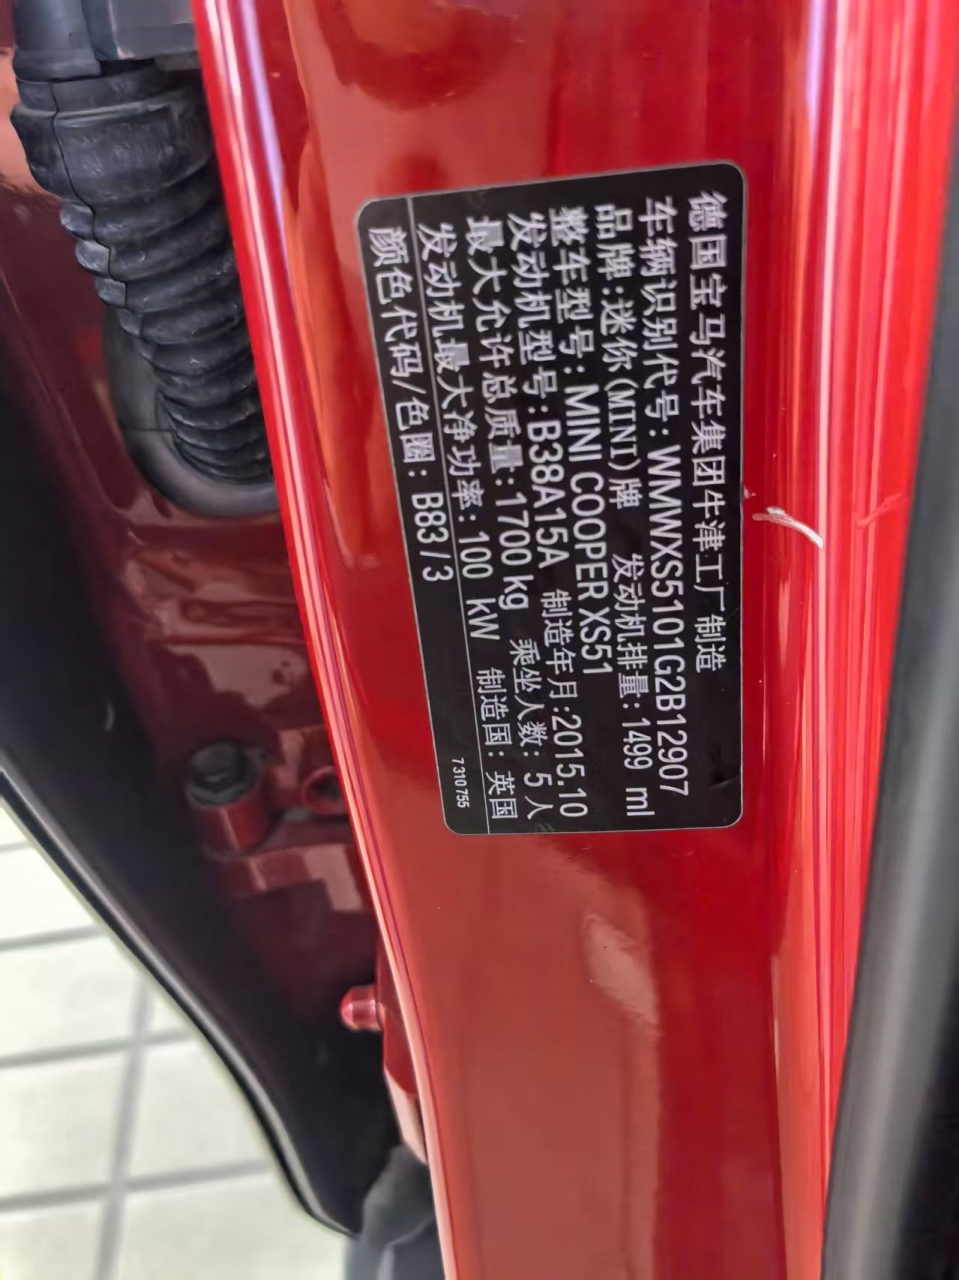 德国宝马汽车集团牛津工厂制造
车辆识别代号：WMWXS5101G2B12907
品牌:迷你(MINI)牌 发动机排量:1499 ml
整车型号：MINI COOPER XS51
发动机型号:B38A15A 制造年月:2015.10
最大允许总质量:1700kg 乘坐人数:5人
发动机最大净功率:100 kW 制造国:英国
颜色代码/色圈：B83/3
7310755